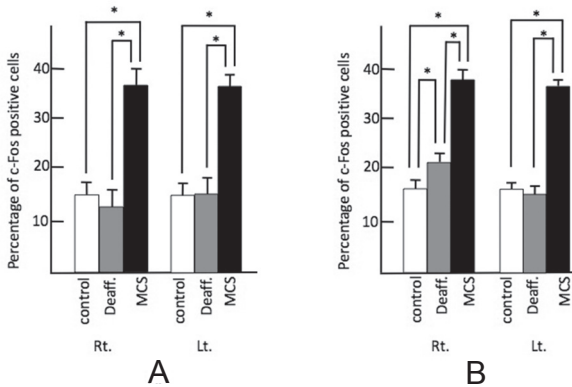 Percentage of c-Fos positive cells
40
30
20
10
* * * *
control Deaff. MCS control Deaff. MCS
Rt. Lt.
A
Percentage of c-Fos positive cells
40
30
20
10
* * * * *
control Deaff. MCS control Deaff. MCS
Rt. Lt.
B